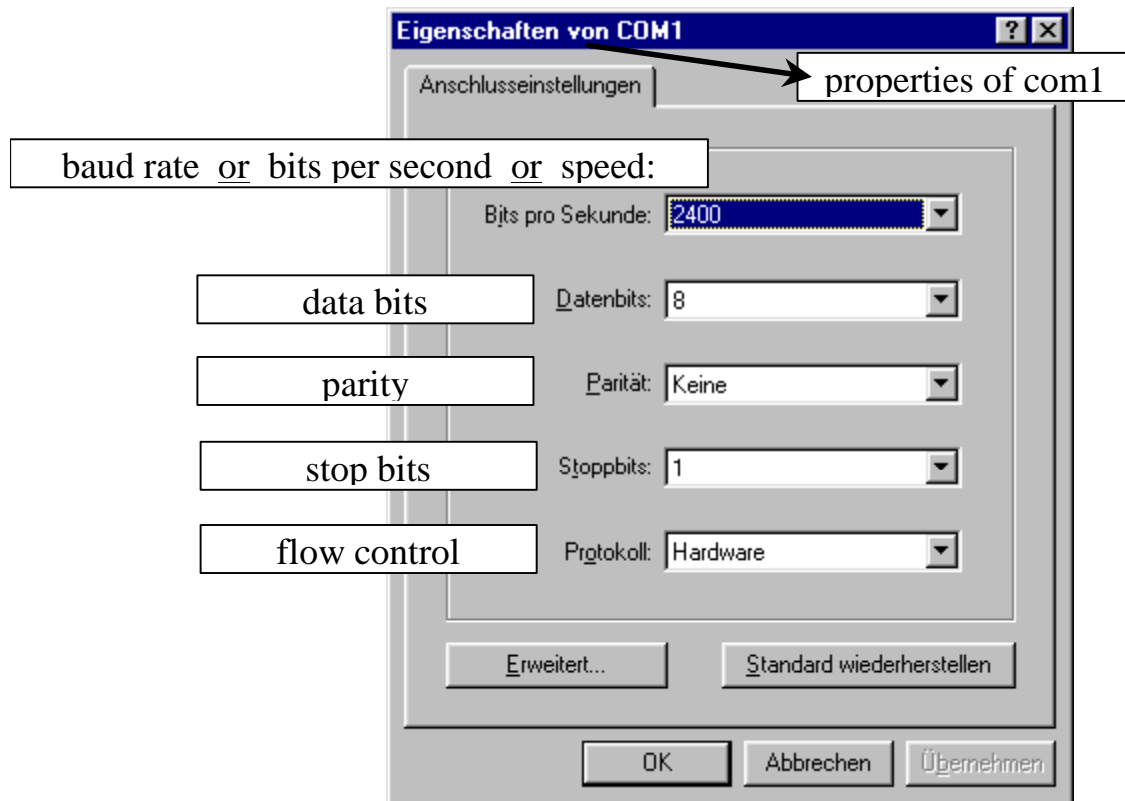 Eigenschaften von COM1
properties of com1
Anschlusseinstellungen
baud rate or bits per second or speed:
Bits pro Sekunde: 2400
data bits Datenbits: 8
parity Parität: Keine
stop bits Stoppbits: 1
flow control Protokoll: Hardware
Erweitert... Standard wiederherstellen
OK Abbrechen Übernehmen